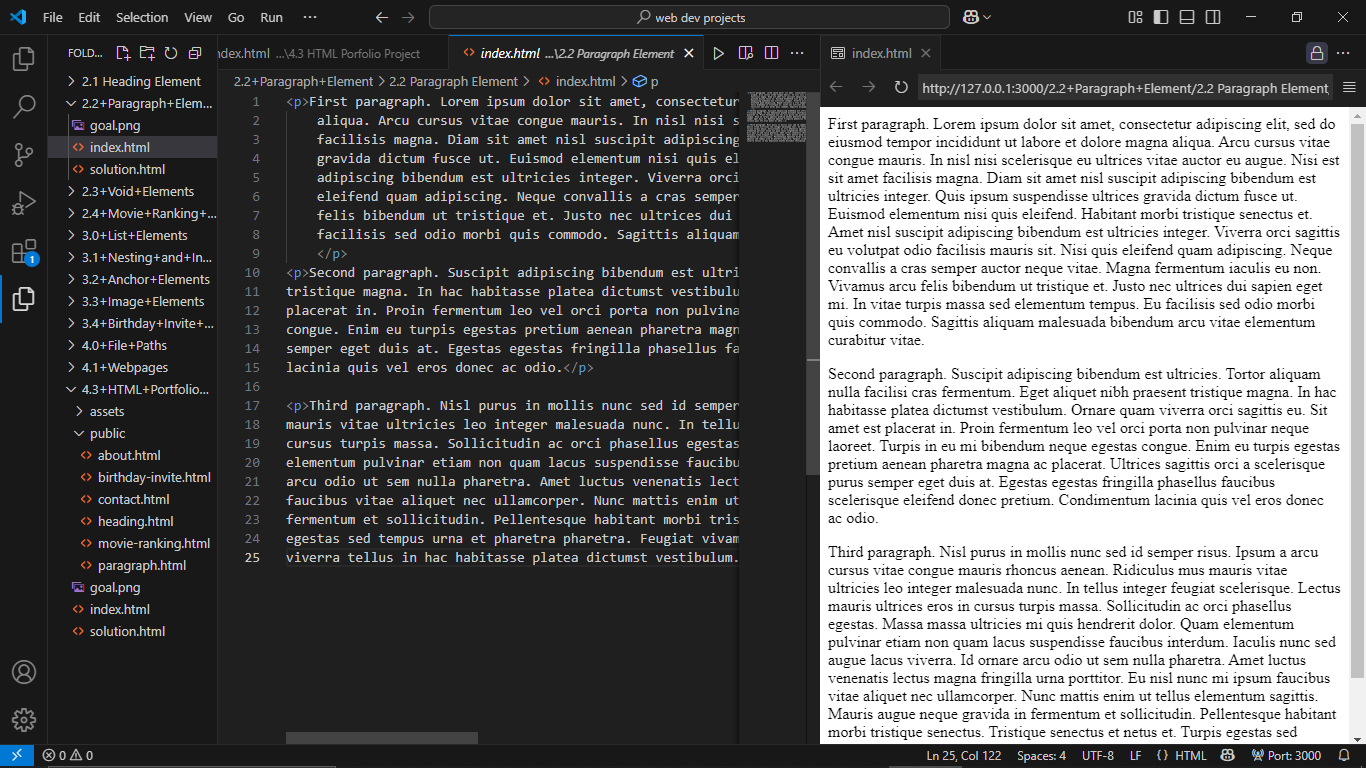 File Edit Selection View Go Run ··· web dev projects
FOLD... index.html ...\4.3 HTML Porfolio Project index.html ...\2.2 Paragraph Element index.html
2.2+Paragraph+Element > 2.2 Paragraph Element > index.html > p
http://127.0.0.1:3000/2.2+Paragraph+Element/2.2 Paragraph Element
2.1 Heading Element
2.2+Paragraph+Elem...
goal.png
index.html
solution.html
2.3+Void+Elements
2.4+Movie+Ranking+...
3.0+List+Elements
3.1+Nesting+and+In...
3.2+Anchor+Elements
3.3+Image+Elements
3.4+Birthday+Invite+...
4.0+File+Paths
4.1+Webpages
4.3+HTML+Portfolio...
assets
public
about.html
birthday-invite.html
contact.html
heading.html
movie-ranking.html
paragraph.html
goal.png
index.html
solution.html
1
1 <p>First paragraph. Lorem ipsum dolor sit amet, consectetur
2 aliqua. Arcu cursus vitae congue mauris. In nisl nisi s
3 facilisis magna. Diam sit amet nisl suscipit adipiscing
4 gravida dictum fusce ut. Euismod elementum nisi quis el
5 adipiscing bibendum est ultricies integer. Viverra orci
6 eleifend quam adipiscing. Neque convallis a cras semper
7 felis bibendum ut tristique et. Justo nec ultrices dui
8 facilisis sed odio morbi quis commodo. Sagittis aliquam
9 </p>
10 <p>Second paragraph. Suscipit adipiscing bibendum est ultri
11 tristique magna. In hac habitasse platea dictumst vestibulu
12 placerat in. Proin fermentum leo vel orci porta non pulvina
13 congue. Enim eu turpis egestas pretium aenean pharetra magn
14 semper eget duis at. Egestas egestas fringilla phasellus fa
15 lacinia quis vel eros donec ac odio.</p>
16
17 <p>Third paragraph. Nisl purus in mollis nunc sed id semper
18 mauris vitae ultricies leo integer malesuada nunc. In tellu
19 cursus turpis massa. Sollicitudin ac orci phasellus egestas
20 elementum pulvinar etiam non quam lacus suspendisse faucibu
21 arcu odio ut sem nulla pharetra. Amet luctus venenatis lect
22 faucibus vitae aliquet nec ullamcorper. Nunc mattis enim ut
23 fermentum et sollicitudin. Pellentesque habitant morbi tris
24 egestas sed tempus urna et pharetra pharetra. Feugiat vivam
25 viverra tellus in hac habitasse platea dictumst vestibulum.
First paragraph. Lorem ipsum dolor sit amet, consectetur adipiscing elit, sed do
eiusmod tempor incididunt ut labore et dolore magna aliqua. Arcu cursus vitae
congue mauris. In nisl nisi scelerisque eu ultrices vitae auctor eu augue. Nisi est
sit amet facilisis magna. Diam sit amet nisl suscipit adipiscing bibendum est
ultricies integer. Quis ipsum suspendisse ultrices gravida dictum fusce ut.
Euismod elementum nisi quis eleifend. Habitant morbi tristique senectus et.
Amet nisl suscipit adipiscing bibendum est ultricies integer. Viverra orci sagittis
eu volutpat odio facilisis mauris sit. Nisi quis eleifend quam adipiscing. Neque
convallis a cras semper auctor neque vitae. Magna fermentum iaculis eu non.
Vivamus arcu felis bibendum ut tristique et. Justo nec ultrices dui sapien eget
mi. In vitae turpis massa sed elementum tempus. Eu facilisis sed odio morbi
quis commodo. Sagittis aliquam malesuada bibendum arcu vitae elementum
curabitur vitae.
Second paragraph. Suscipit adipiscing bibendum est ultricies. Tortor aliquam
nulla facilisi cras fermentum. Eget aliquet nibh praesent tristique magna. In hac
habitasse platea dictumst vestibulum. Ornare quam viverra orci sagittis eu. Sit
amet est placerat in. Proin fermentum leo vel orci porta non pulvinar neque
laoreet. Turpis in eu mi bibendum neque egestas congue. Enim eu turpis egestas
pretium aenean pharetra magna ac placerat. Ultrices sagittis orci a scelerisque
purus semper eget duis at. Egestas egestas fringilla phasellus faucibus
scelerisque eleifend donec pretium. Condimentum lacinia quis vel eros donec
ac odio.
Third paragraph. Nisl purus in mollis nunc sed id semper risus. Ipsum a arcu
cursus vitae congue mauris rhoncus aenean. Ridiculus mus mauris vitae
ultricies leo integer malesuada nunc. In tellus integer feugiat scelerisque. Lectus
mauris ultrices eros in cursus turpis massa. Sollicitudin ac orci phasellus
egestas. Massa massa ultricies mi quis hendrerit dolor. Quam elementum
pulvinar etiam non quam lacus suspendisse faucibus interdum. Iaculis nunc sed
augue lacus viverra. Id ornare arcu odio ut sem nulla pharetra. Amet luctus
venenatis lectus magna fringilla urna porttitor. Eu nisl nunc mi ipsum faucibus
vitae aliquet nec ullamcorper. Nunc mattis enim ut tellus elementum sagittis.
Mauris augue neque gravida in fermentum et sollicitudin. Pellentesque habitant
morbi tristique senectus. Tristique senectus et netus et. Turpis egestas sed
0 0 Ln 25, Col 122 Spaces: 4 UTF-8 LF {} HTML Port: 3000